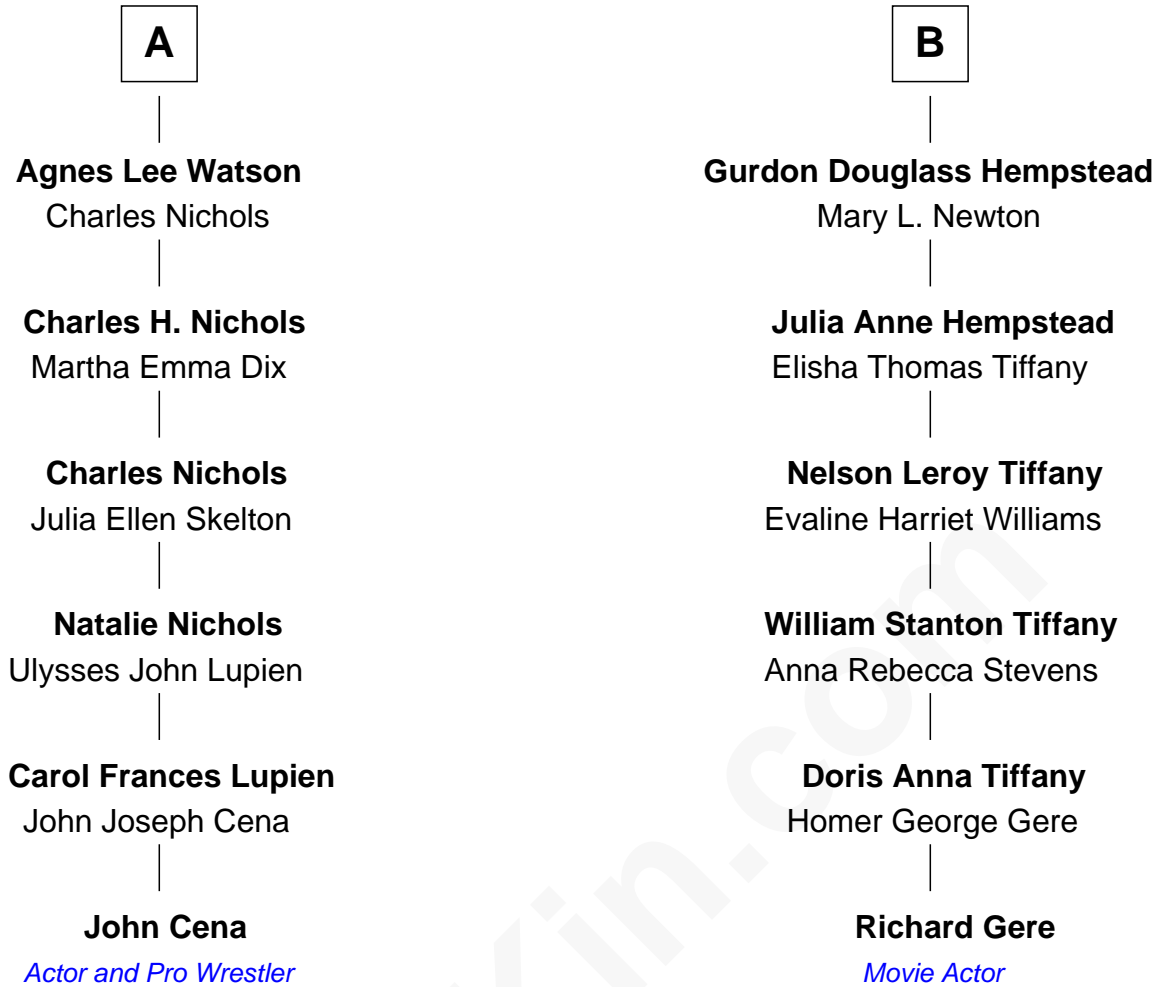 A
Agnes Lee Watson
Charles Nichols
Charles H. Nichols
Martha Emma Dix
Charles Nichols
Julia Ellen Skelton
Natalie Nichols
Ulysses John Lupien
Carol Frances Lupien
John Joseph Cena
John Cena
Actor and Pro Wrestler
B
Gurdon Douglass Hempstead
Mary L. Newton
Julia Anne Hempstead
Elisha Thomas Tiffany
Nelson Leroy Tiffany
Evaline Harriet Williams
William Stanton Tiffany
Anna Rebecca Stevens
Doris Anna Tiffany
Homer George Gere
Richard Gere
Movie Actor
Kin.com